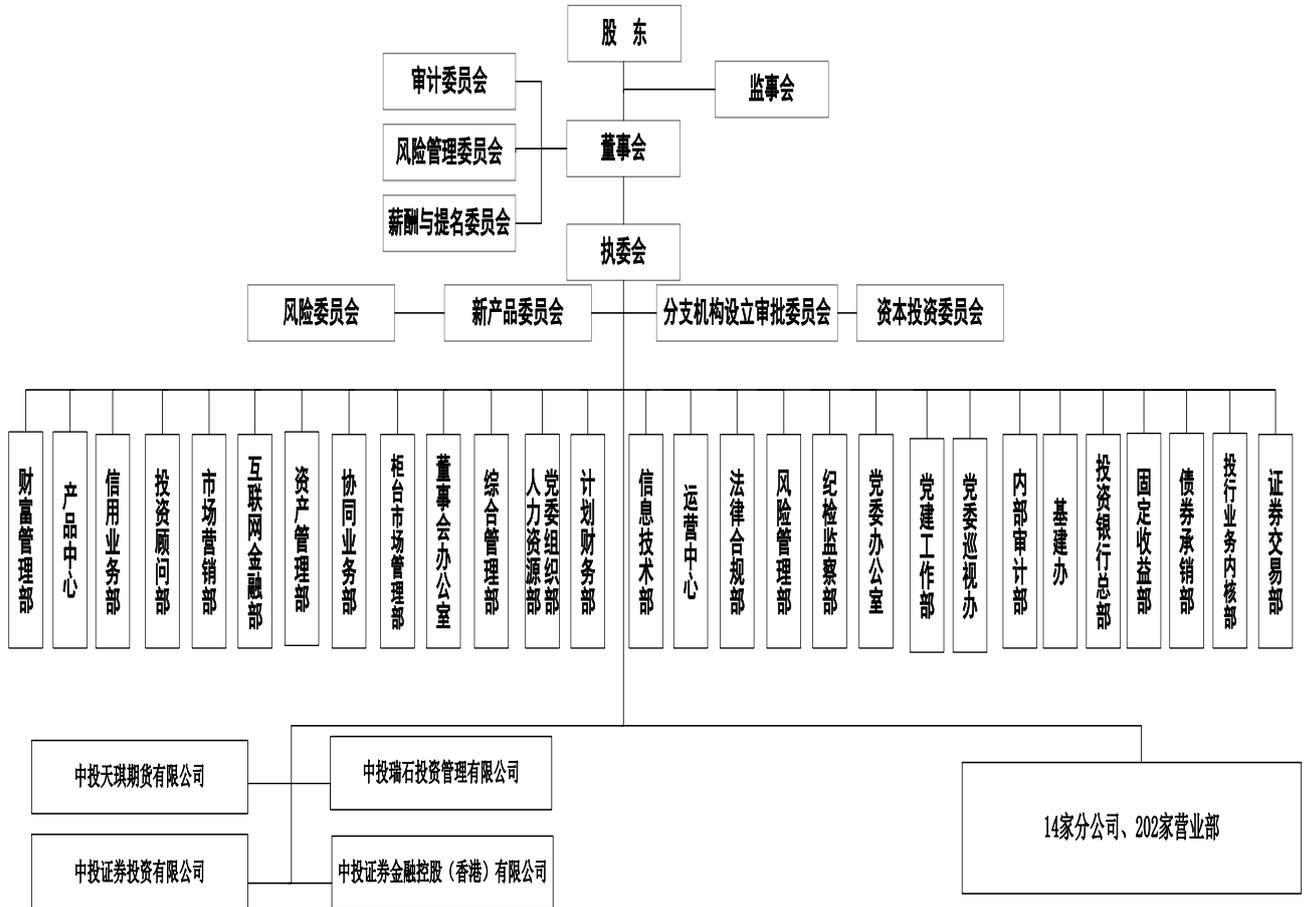 股 东
审计委员会
监事会
风险管理委员会
董事会
薪酬与提名委员会
执委会
风险委员会
新产品委员会
分支机构设立审批委员会
资本投资委员会
财富管理部
产品中心
信用业务部
投资顾问部
市场营销部
互联网金融部
资产管理部
协同业务部
柜台市场管理部
董事会办公室
综合管理部
人力资源部
党委组织部
计划财务部
信息技术部
运营中心
法律合规部
风险管理部
纪检监察部
党委办公室
党建工作部
党委巡视办
内部审计部
基建办
投资银行总部
固定收益部
债券承销部
投行业务内核部
证券交易部
中投天琪期货有限公司
中投瑞石投资管理有限公司
14家分公司、202家营业部
中投证券投资有限公司
中投证券金融控股（香港）有限公司